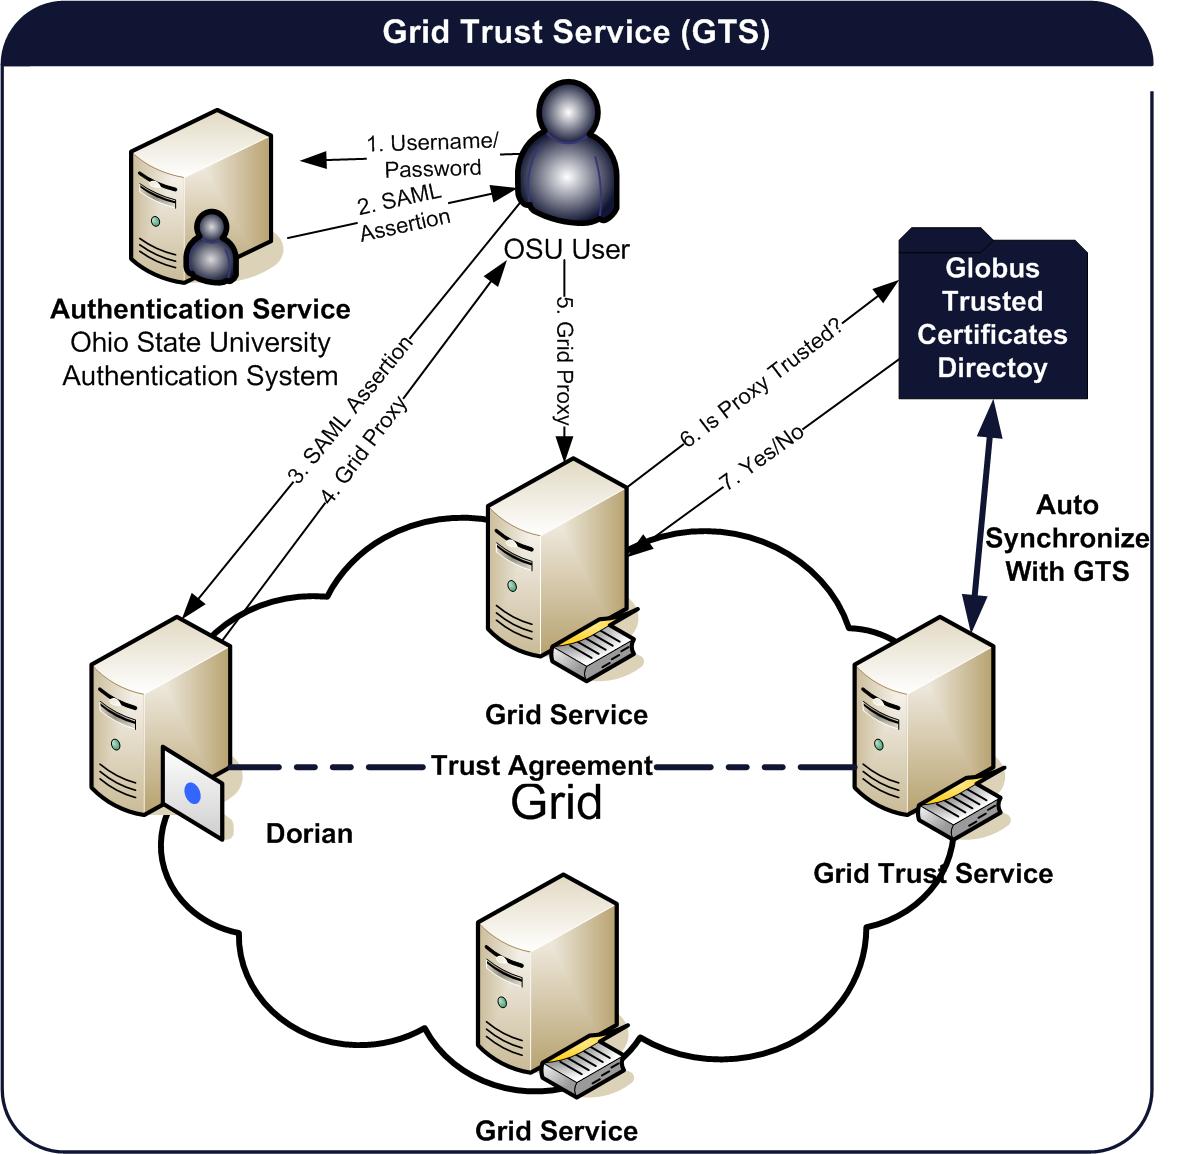 Grid Trust Service (GTS)
1. Username/
Password
2. SAML
Assertion
OSU User
Authentication Service
Ohio State University
Authentication System
Globus
Trusted
Certificates
Directoy
3. SAML Assertion
4. Grid Proxy
5. Grid Proxy
6. Is Proxy Trusted?
7. Yes/No
Auto
Synchronize
With GTS
Grid Service
Trust Agreement
Grid
Dorian
Grid Trust Service
Grid Service